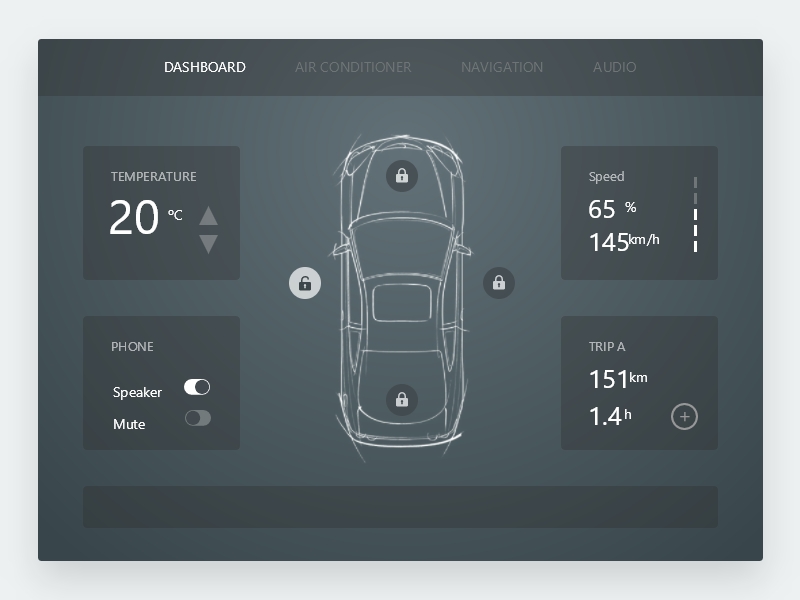 DASHBOARD AIR CONDITIONER NAVIGATION AUDIO
TEMPERATURE
20 °C
Speed
65 %
145km/h
PHONE
Speaker
Mute
TRIP A
151km
1.4h